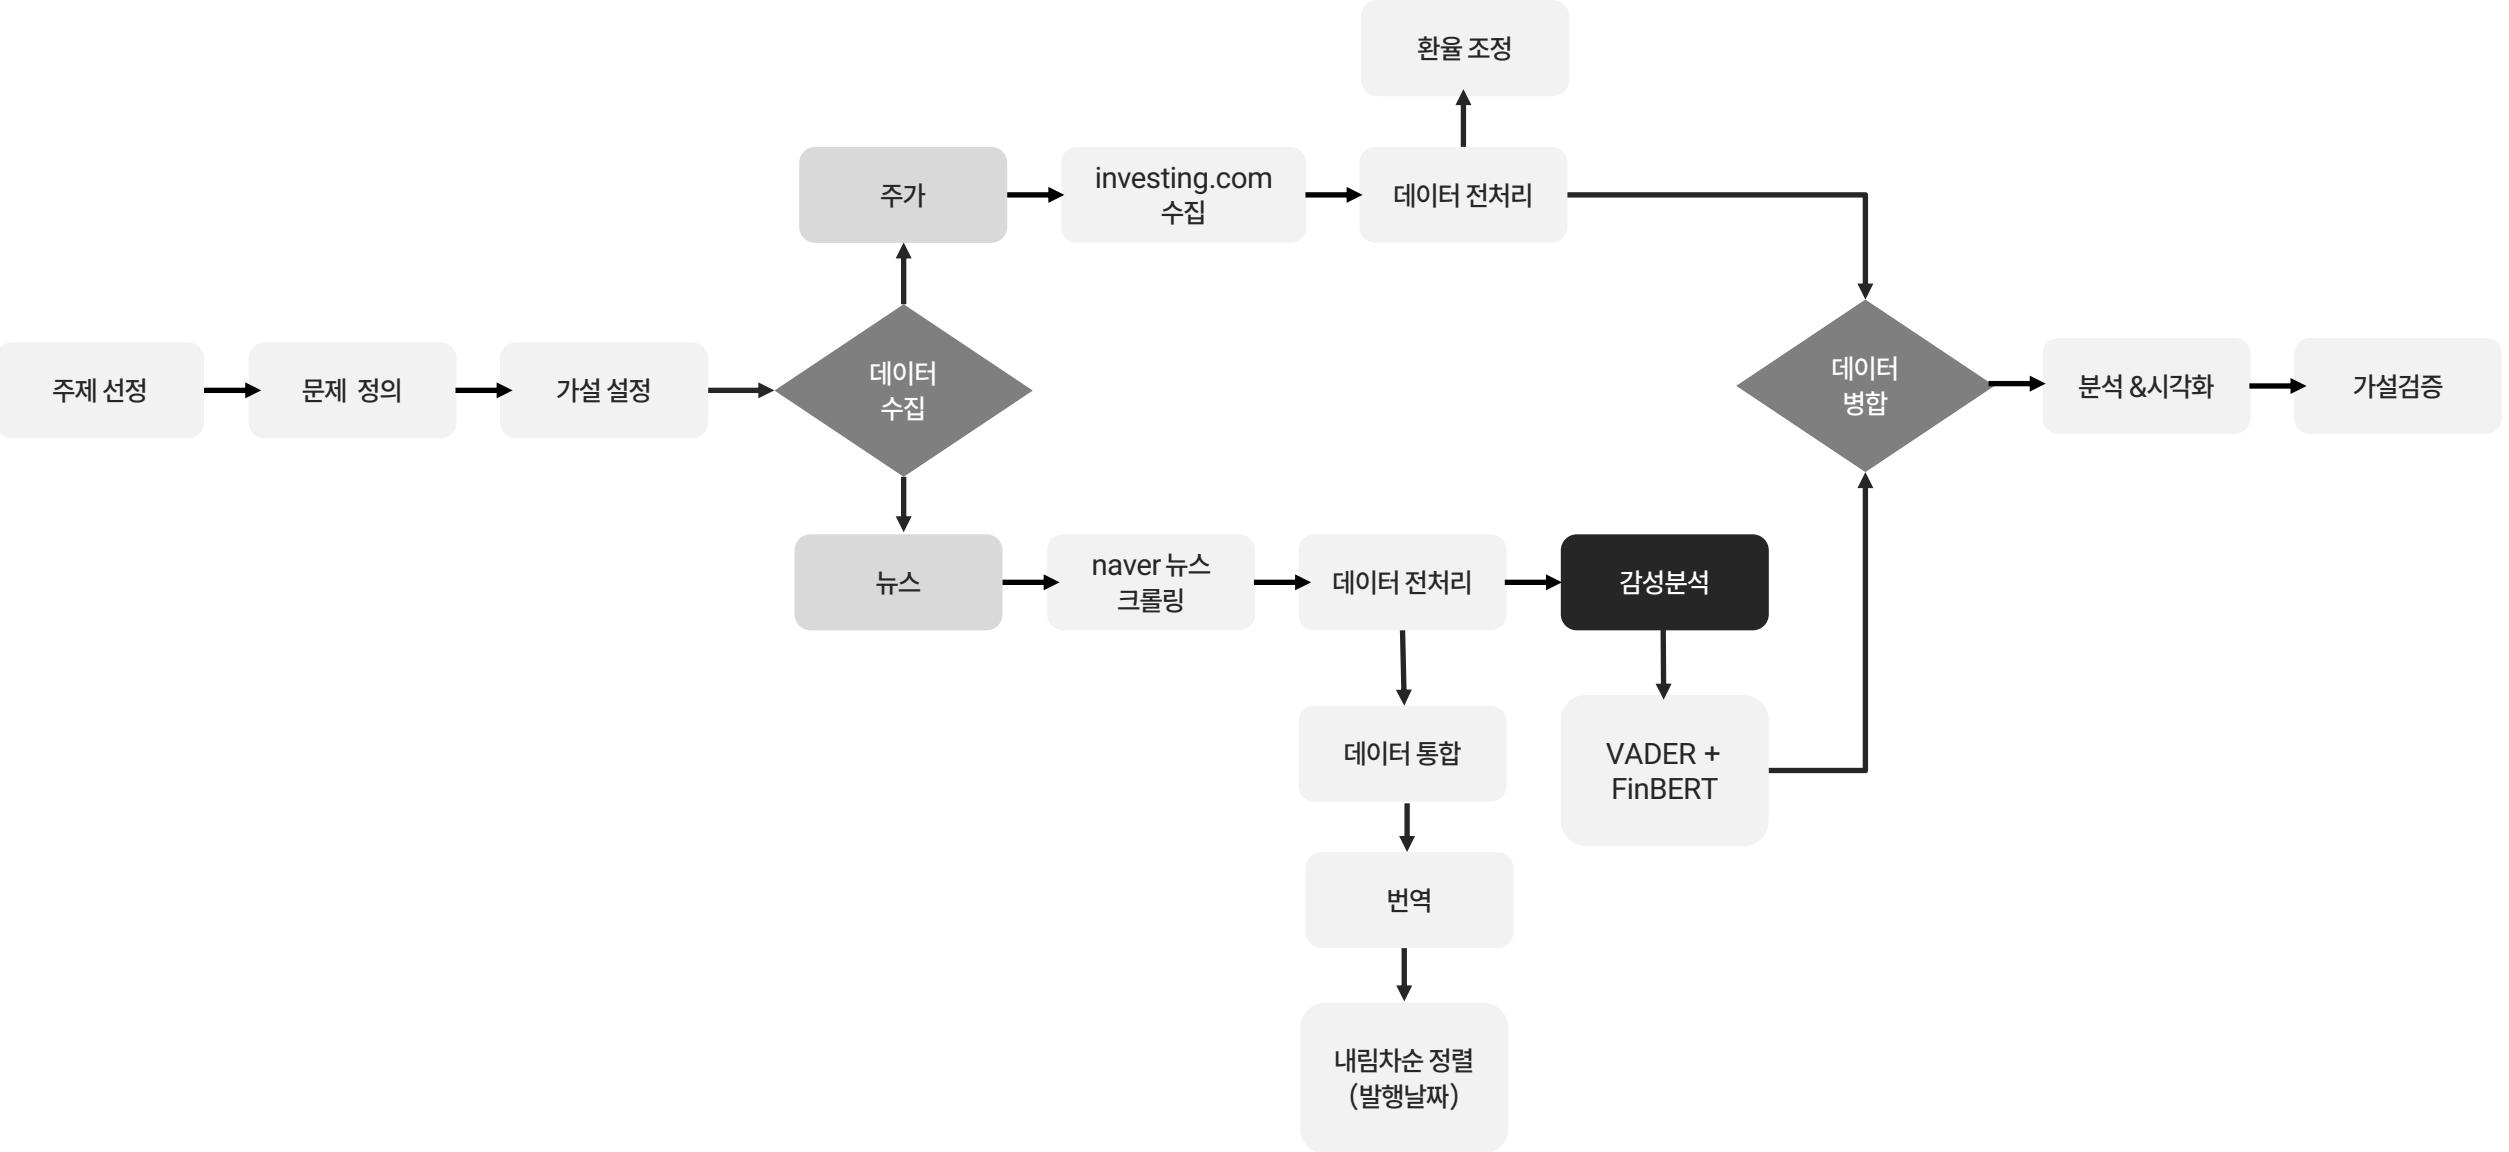 환율 조정
주가
investing.com
수집
데이터 전처리
주제 선정
문제 정의
가설 설정
데이터
수집
데이터
병합
분석 &시각화
가설검증
뉴스
naver 뉴스
크롤링
데이터 전처리
감성분석
데이터 통합
VADER +
FinBERT
번역
내림차순 정렬
(발행날짜)